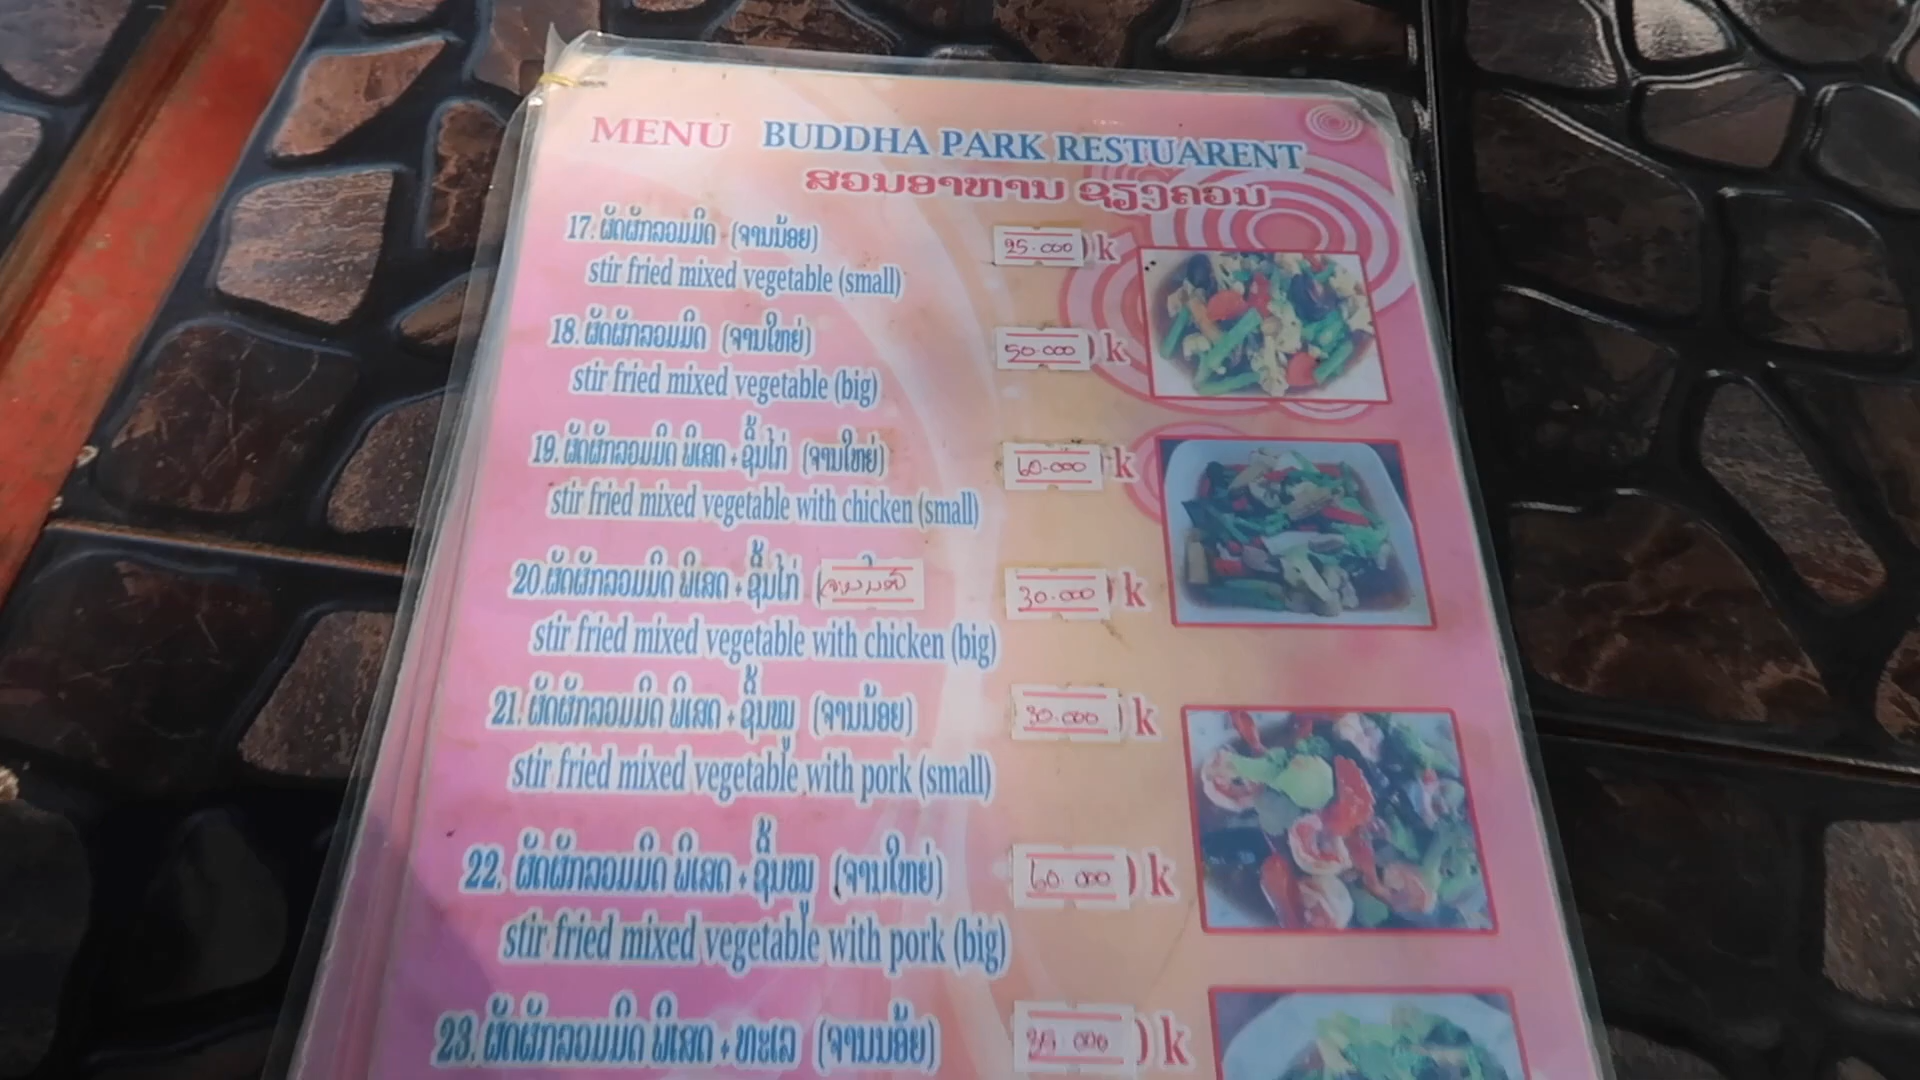 MENU BUDDHA PARK RESTUARENT
ສວນອາຫານ ຊຽງຄວນ
17. ຜັດຜັກລວມມິດ (ຈານນ້ອຍ) 25.000 ) k
stir fried mixed vegetable (small)
18. ຜັດຜັກລວມມິດ (ຈານໃຫຍ່) 50.000 ) k
stir fried mixed vegetable (big)
19. ຜັດຜັກລວມມິດ ພິເສດ + ຊີ້ນໄກ່ (ຈານໃຫຍ່) 60.000 k
stir fried mixed vegetable with chicken (small)
20.ຜັດຜັກລວມມິດ ພິເສດ + ຊີ້ນໄກ່ 30.000 k
stir fried mixed vegetable with chicken (big)
21. ຜັດຜັກລວມມິດ ພິເສດ + ຊີ້ນໝູ (ຈານນ້ອຍ) 30.000 ) k
stir fried mixed vegetable with pork (small)
22. ຜັດຜັກລວມມິດ ພິເສດ + ຊີ້ນໝູ (ຈານໃຫຍ່) 60.000 ) k
stir fried mixed vegetable with pork (big)
23. ຜັດຜັກລວມມິດ ພິເສດ + ທະເລ (ຈານນ້ອຍ) ) k